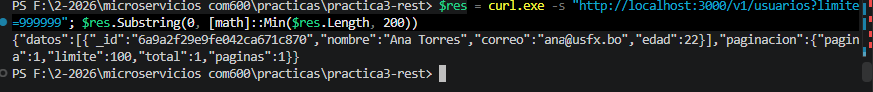 PS F:\2-2026\microservicios com600\practicas\practica3-rest> $res = curl.exe -s "http://localhost:3000/v1/usuarios?limite
=999999"; $res.Substring(0, [math]::Min($res.Length, 200))
{"datos":[{"_id":"6a9a2f29e9fe042ca671c870","nombre":"Ana Torres","correo":"ana@usfx.bo","edad":22}],"paginacion":{"pagin
a":1,"limite":100,"total":1,"paginas":1}}
PS F:\2-2026\microservicios com600\practicas\practica3-rest>